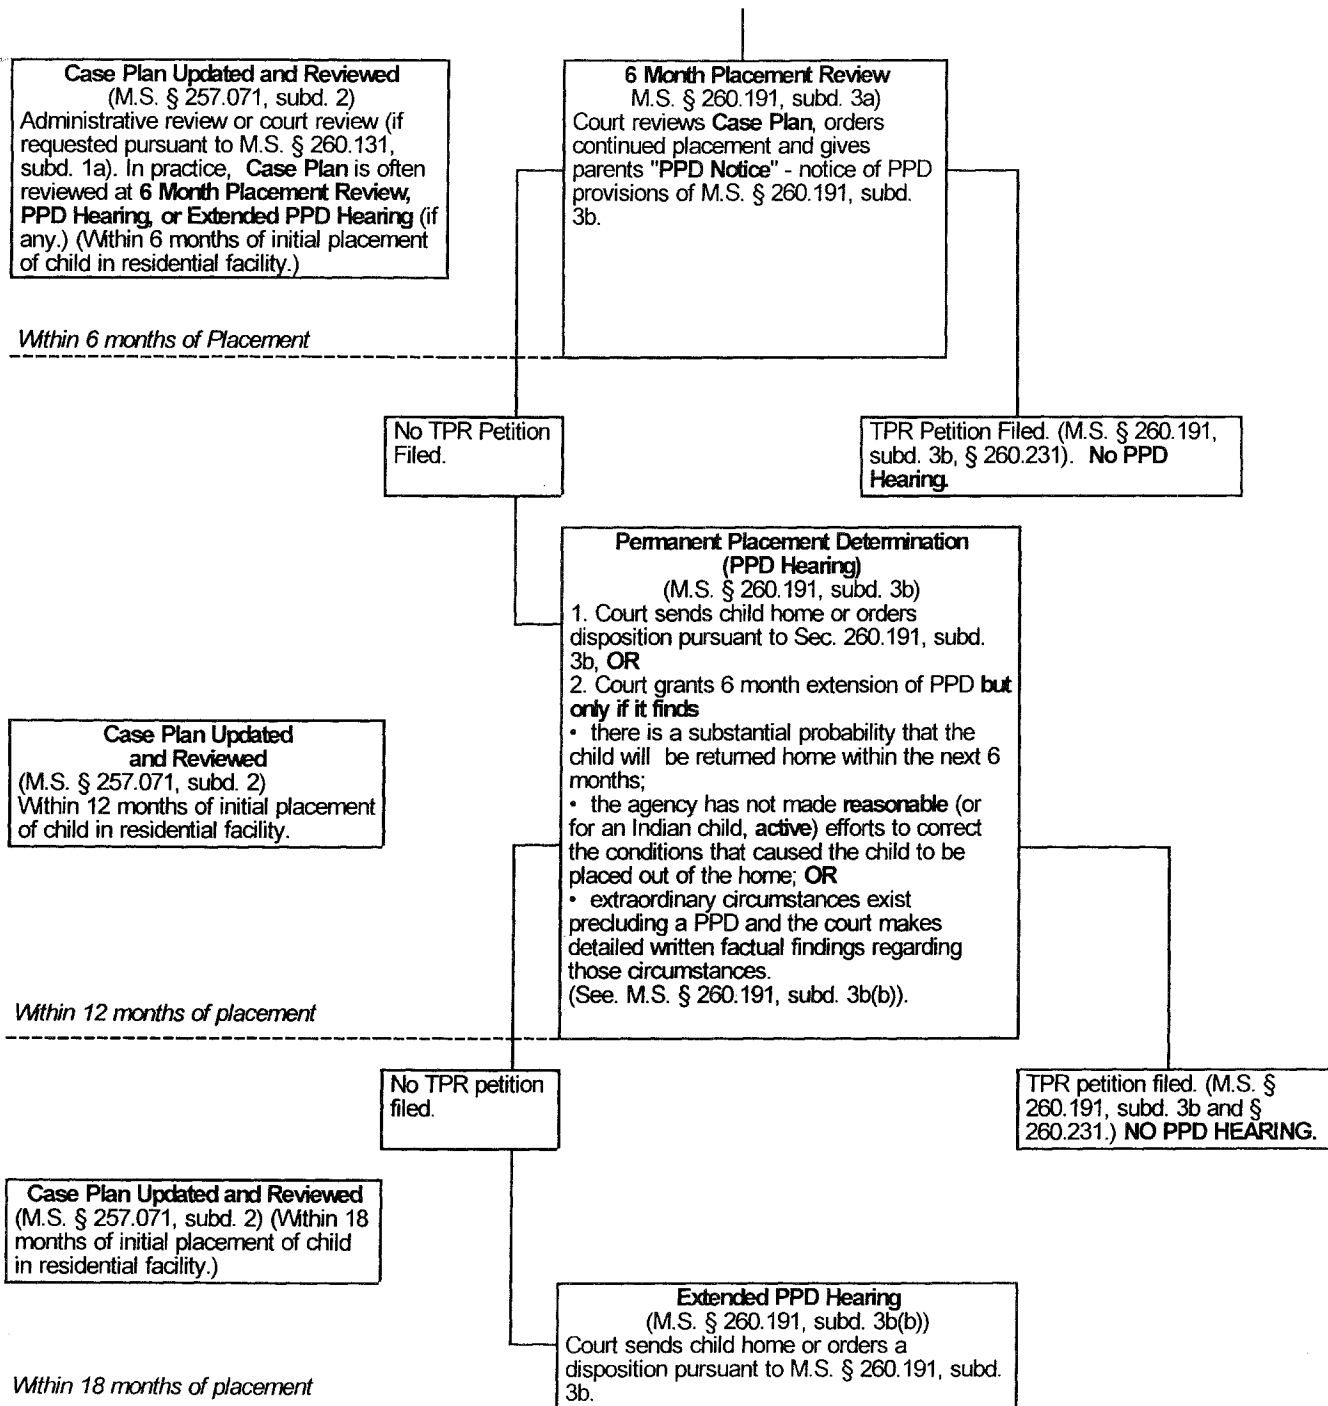 Case Plan Updated and Reviewed
(M.S. § 257.071, subd. 2)
Administrative review or court review (if
requested pursuant to M.S. § 260.131,
subd. 1a). In practice, Case Plan is often
reviewed at 6 Month Placement Review,
PPD Hearing, or Extended PPD Hearing (if
any.) (Within 6 months of initial placement
of child in residential facility.)
6 Month Placement Review
M.S. § 260.191, subd. 3a)
Court reviews Case Plan, orders
continued placement and gives
parents "PPD Notice" - notice of PPD
provisions of M.S. § 260.191, subd.
3b.
Within 6 months of Placement
No TPR Petition
Filed.
TPR Petition Filed. (M.S. § 260.191,
subd. 3b, § 260.231). No PPD
Hearing.
Permanent Placement Determination
(PPD Hearing)
(M.S. § 260.191, subd. 3b)
1. Court sends child home or orders
disposition pursuant to Sec. 260.191, subd.
3b, OR
2. Court grants 6 month extension of PPD but
only if it finds
• there is a substantial probability that the
child will be returned home within the next 6
months;
• the agency has not made reasonable (or
for an Indian child, active) efforts to correct
the conditions that caused the child to be
placed out of the home; OR
• extraordinary circumstances exist
precluding a PPD and the court makes
detailed written factual findings regarding
those circumstances.
(See. M.S. § 260.191, subd. 3b(b)).
Case Plan Updated
and Reviewed
(M.S. § 257.071, subd. 2)
Within 12 months of initial placement
of child in residential facility.
Within 12 months of placement
No TPR petition
filed.
TPR petition filed. (M.S. §
260.191, subd. 3b and §
260.231.) NO PPD HEARING.
Case Plan Updated and Reviewed
(M.S. § 257.071, subd. 2) (Within 18
months of initial placement of child
in residential facility.)
Extended PPD Hearing
(M.S. § 260.191, subd. 3b(b))
Court sends child home or orders a
disposition pursuant to M.S. § 260.191, subd.
3b.
Within 18 months of placement